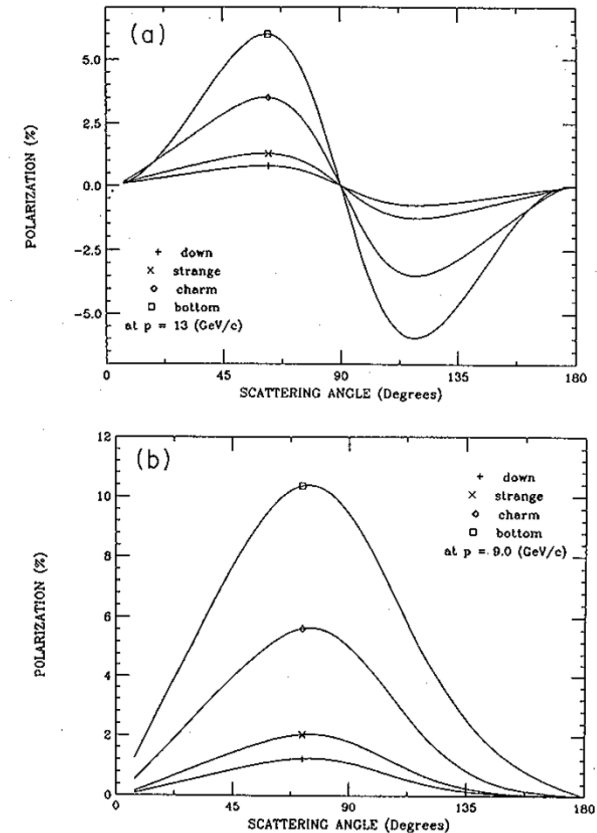 (a)
5.0
2.5
0.0
-2.5
-5.0
POLARIZATION (%)
+ down
× strange
◇ charm
□ bottom
at p = 13 (GeV/c)
0 45 90 135 180
SCATTERING ANGLE (Degrees)
(b)
12
10
8
6
4
2
0
POLARIZATION (%)
+ down
× strange
◇ charm
□ bottom
at p = 9.0 (GeV/c)
0 45 90 135 180
SCATTERING ANGLE (Degrees)